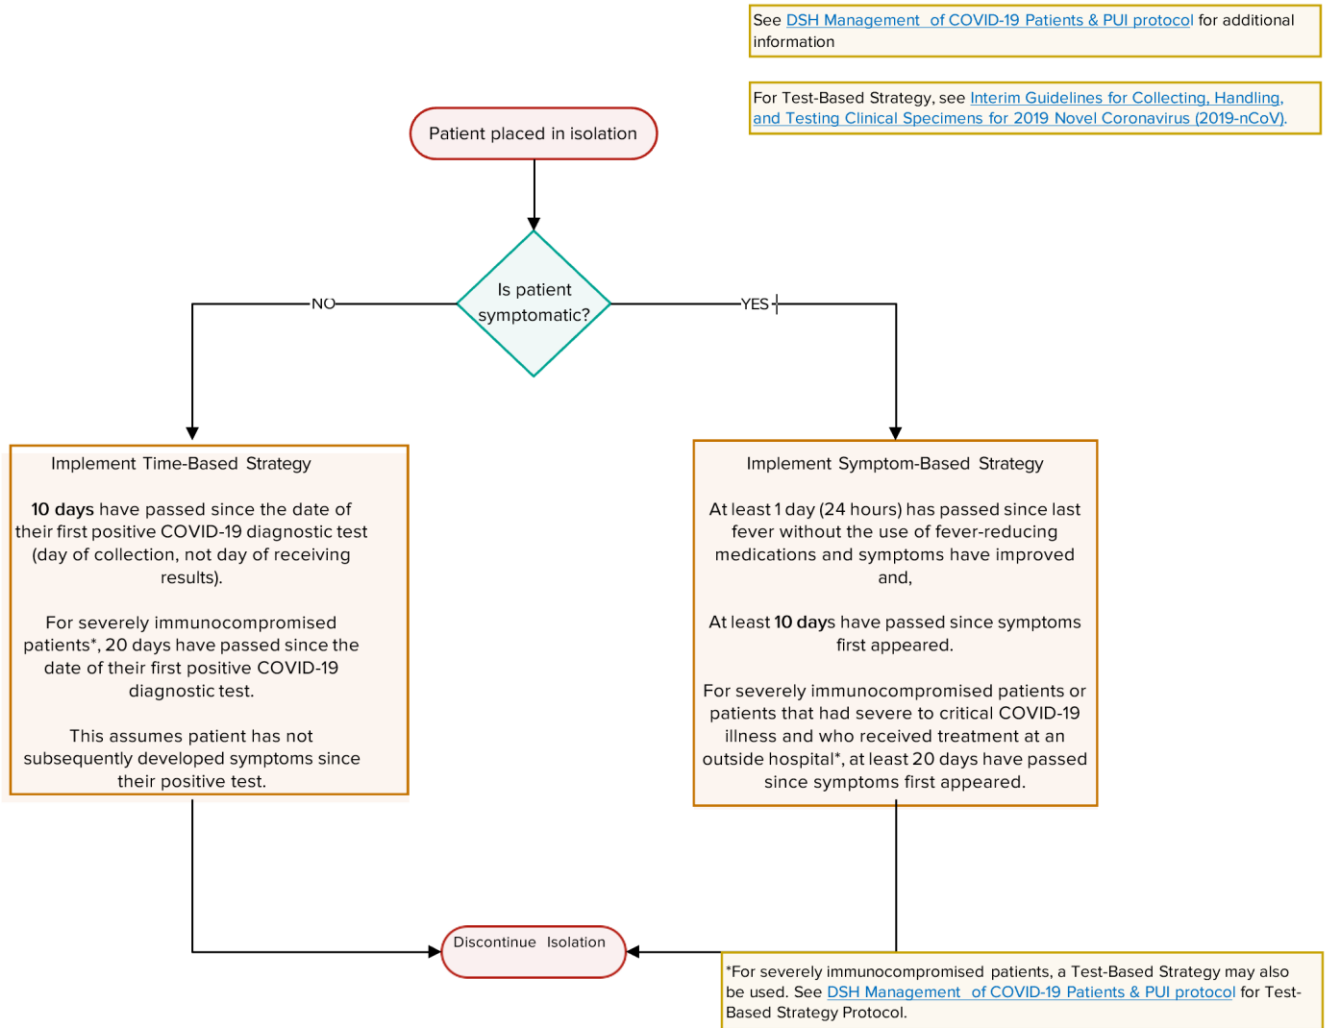 See DSH Management of COVID-19 Patients & PUI protocol for additional
information
For Test-Based Strategy, see Interim Guidelines for Collecting, Handling,
and Testing Clinical Specimens for 2019 Novel Coronavirus (2019-nCoV).
Patient placed in isolation
Is patient
symptomatic?
NO
YES
Implement Time-Based Strategy
10 days have passed since the date of
their first positive COVID-19 diagnostic test
(day of collection, not day of receiving
results).
For severely immunocompromised
patients*, 20 days have passed since the
date of their first positive COVID-19
diagnostic test.
This assumes patient has not
subsequently developed symptoms since
their positive test.
Implement Symptom-Based Strategy
At least 1 day (24 hours) has passed since last
fever without the use of fever-reducing
medications and symptoms have improved
and,
At least 10 days have passed since symptoms
first appeared.
For severely immunocompromised patients or
patients that had severe to critical COVID-19
illness and who received treatment at an
outside hospital*, at least 20 days have passed
since symptoms first appeared.
Discontinue Isolation
*For severely immunocompromised patients, a Test-Based Strategy may also
be used. See DSH Management of COVID-19 Patients & PUI protocol for Test-
Based Strategy Protocol.